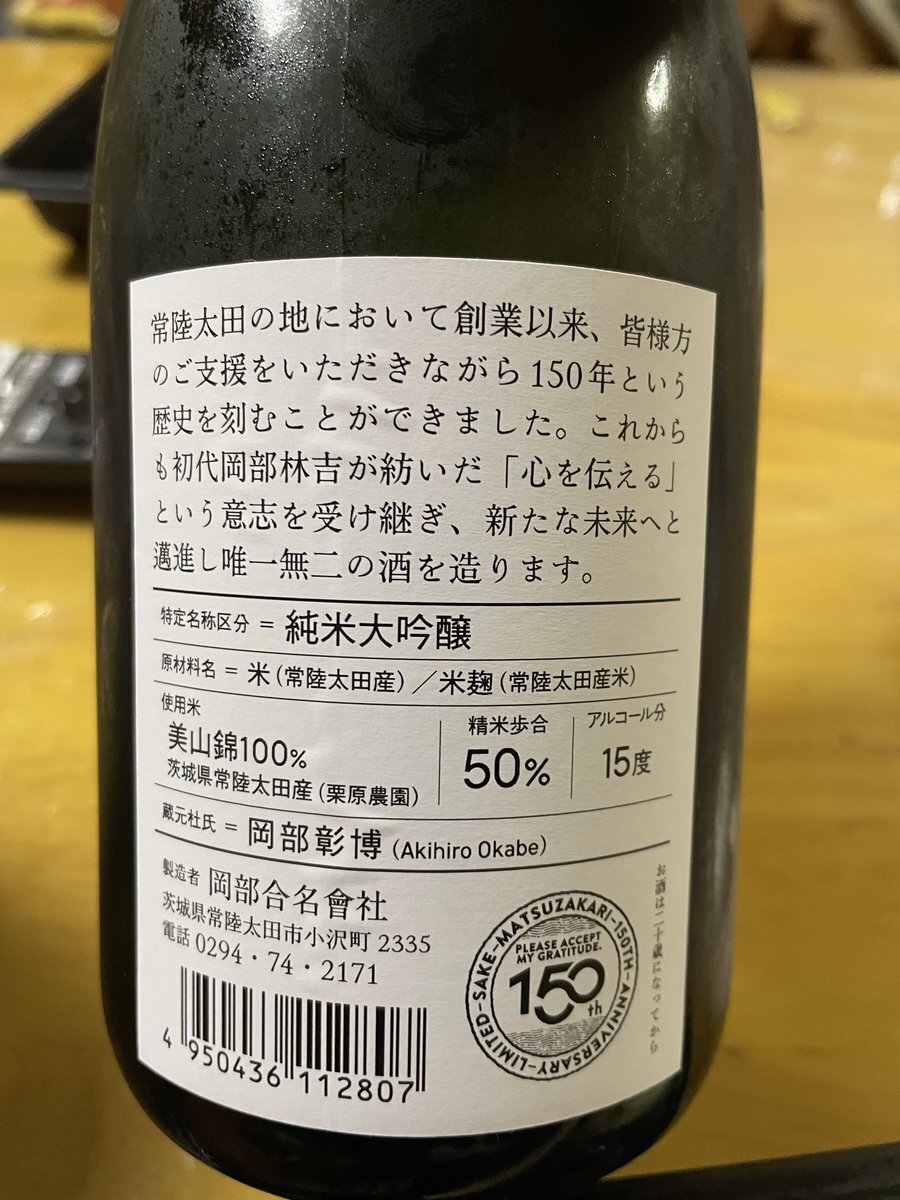 常陸太田の地において創業以来、皆様方
のご支援をいただきながら150年という
歴史を刻むことができました。これから
も初代岡部林吉が紡いだ「心を伝える」
という意志を受け継ぎ、新たな未来へと
邁進し唯一無二の酒を造ります。
特定名称区分 = 純米大吟醸
原材料名 = 米(常陸太田産)/米麹(常陸太田産米)
使用米
美山錦100%
茨城県常陸太田産(栗原農園)
精米歩合
50%
アルコール分
15度
蔵元杜氏 = 岡部彰博(Akihiro Okabe)
製造者 岡部合名會社
茨城県常陸太田市小沢町 2335
電話 0294・74・2171
4 950436 112807
LIMITED-SAKE-MATSUZAKARI-150TH-ANNIVERSARY-
PLEASE ACCEPT
MY GRATITUDE.
150th
お酒は二十歳になってから